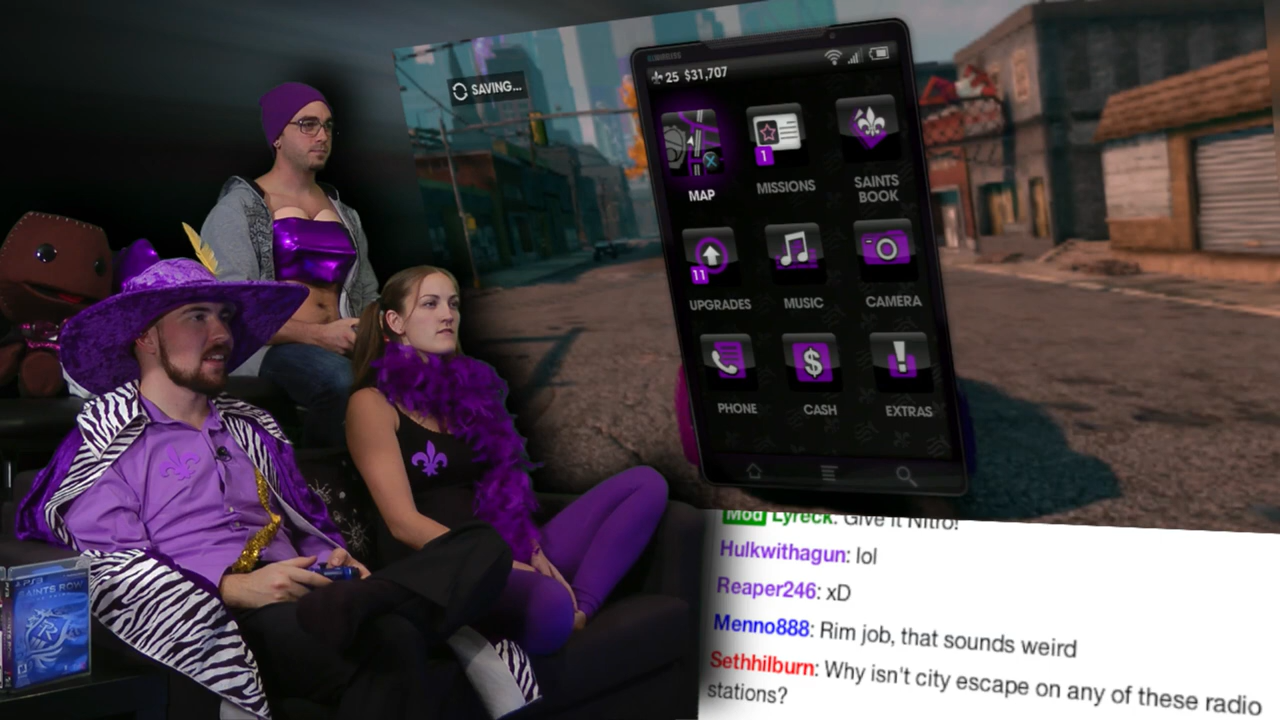 SAVING...
25 $31,707
MAP
1
MISSIONS
SAINTS
BOOK
11
UPGRADES
MUSIC
CAMERA
PHONE
$
CASH
!
EXTRAS
PS3
SAINTS ROW
Mod Lyreck: Give it Nitro!
Hulkwithagun: lol
Reaper246: xD
Menno888: Rim job, that sounds weird
Sethhilburn: Why isn't city escape on any of these radio
stations?